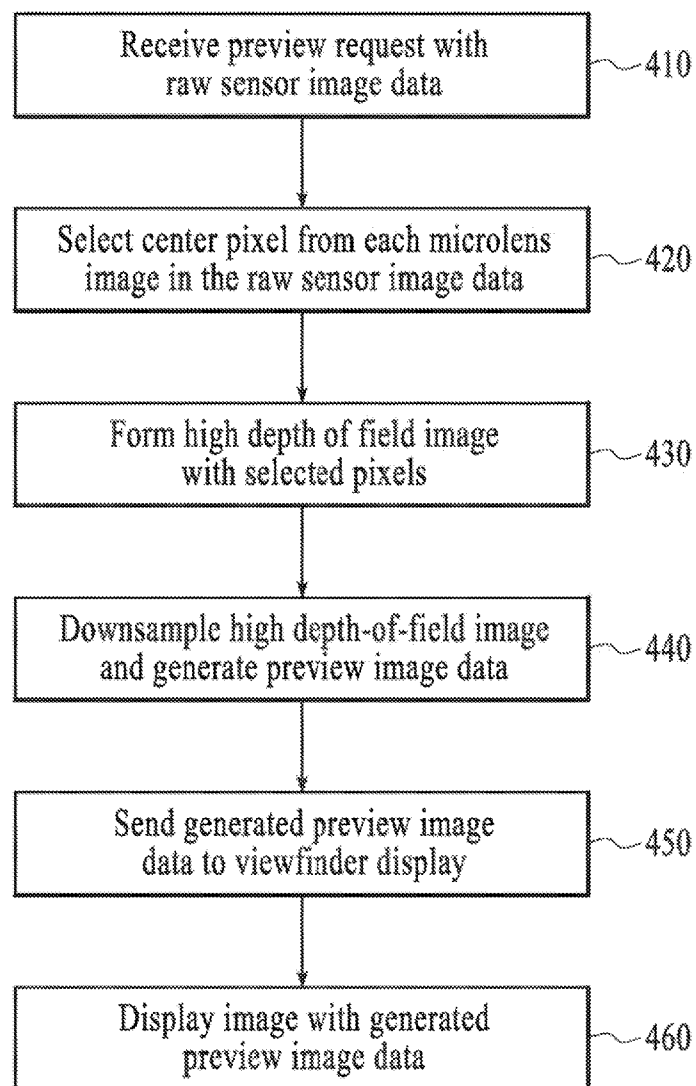 Receive preview request with
raw sensor image data
410
Select center pixel from each microlens
image in the raw sensor image data
420
Form high depth of field image
with selected pixels
430
Downsample high depth-of-field image
and generate preview image data
440
Send generated preview image
data to viewfinder display
450
Display image with generated
preview image data
460